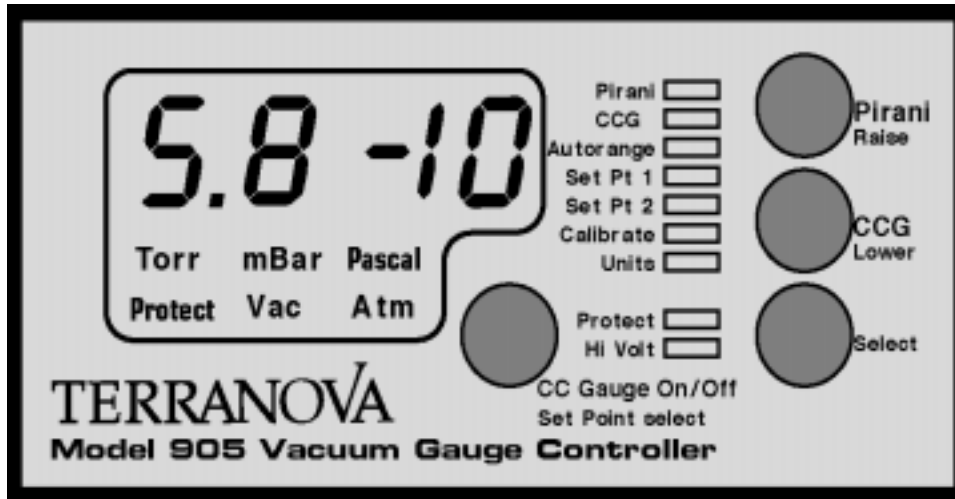 5.8 -10
Torr mBar Pascal
Protect Vac Atm
Pirani
CCG
Autorange
Set Pt 1
Set Pt 2
Calibrate
Units
Protect
Hi Volt
CC Gauge On/Off
Set Point select
Pirani
Raise
CCG
Lower
Select
TERRANOVA
Model 905 Vacuum Gauge Controller